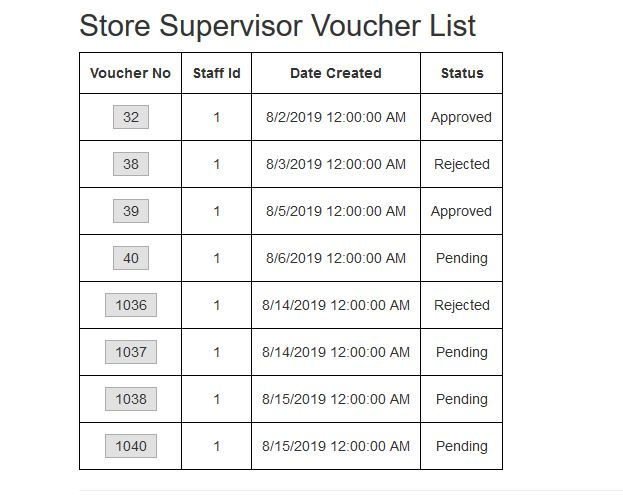 Store Supervisor Voucher List
Voucher No Staff Id Date Created Status
32 1 8/2/2019 12:00:00 AM Approved
38 1 8/3/2019 12:00:00 AM Rejected
39 1 8/5/2019 12:00:00 AM Approved
40 1 8/6/2019 12:00:00 AM Pending
1036 1 8/14/2019 12:00:00 AM Rejected
1037 1 8/14/2019 12:00:00 AM Pending
1038 1 8/15/2019 12:00:00 AM Pending
1040 1 8/15/2019 12:00:00 AM Pending